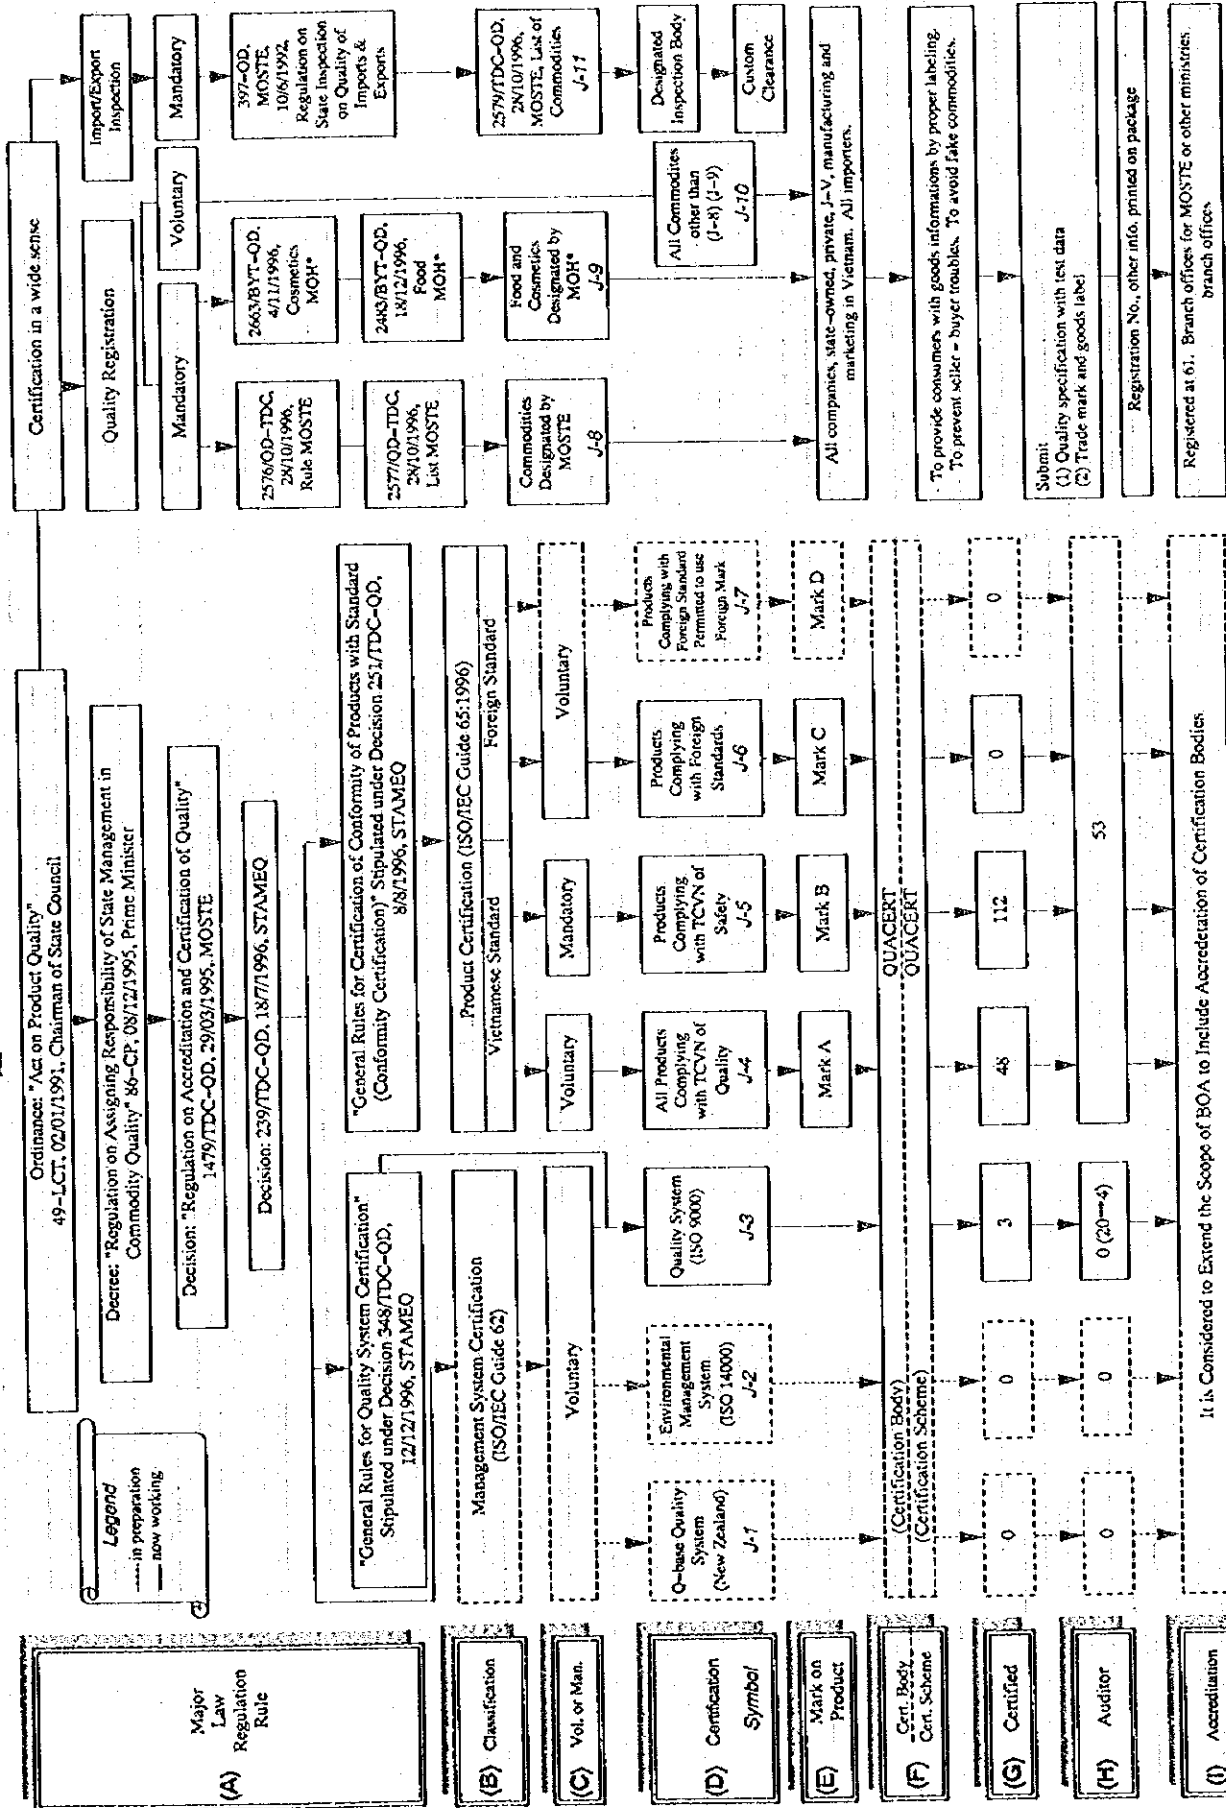 Ordinance: "Act on Product Quality"
49-LCT, 02/01/1991, Chairman of State Council
Certification in a wide sense
Legend
in preparation
now working
Decree: "Regulation on Assigning Responsibility of State Management in
Commodity Quality" 86-CP, 08/12/1995, Prime Minister
Decision: "Regulation on Accreditation and Certification of Quality"
1479/TDC-QD, 29/03/1995, MOSTE
Decision: 239/TDC-QD, 18/7/1996, STAMEQ
Quality Registration
Import/Export
Inspection
Mandatory
Voluntary
Mandatory
(A)
Major
Law
Regulation
Rule
"General Rules for Quality System Certification"
Stipulated under Decision 348/TDC-QD,
12/12/1996, STAMEQ
"General Rules for Certification of Conformity of Products with Standard
(Conformity Certification)" Stipulated under Decision 251/TDC-QD,
8/8/1996, STAMEQ
2576/QD-TDC,
28/10/1996,
Rule MOSTE
2577/QD-TDC,
28/10/1996,
List MOSTE
2663/BYT-QD,
4/11/1996,
Cosmetics
MOH*
2483/BYT-QD,
18/12/1996,
Food
MOH*
397-QD,
MOSTE,
10/6/1992,
Regulation on
State Inspection
on Quality of
Imports &
Exports
2579/TDC-QD,
28/10/1996,
MOSTE, List of
Commodities
J-11
(B) Classification
Management System Certification
(ISO/IEC Guide 62)
Product Certification (ISO/IEC Guide 65:1996)
Vietnamese Standard
Foreign Standard
(C) Vol. or Man.
Voluntary
Voluntary
Mandatory
Voluntary
(D) Certification
Symbol
Q-base Quality
System
(New Zealand)
J-1
Environmental
Management
System
(ISO 14000)
J-2
Quality System
(ISO 9000)
J-3
All Products
Complying
with TCVN of
Quality
J-4
Products
Complying
with TCVN of
Safety
J-5
Products
Complying
with Foreign
Standards
J-6
Products
Complying with
Foreign Standard
Permitted to use
Foreign Mark
J-7
Commodities
Designated by
MOSTE
J-8
Food and
Cosmetics
Designated by
MOH*
J-9
All Commodites
other than
(J-8) (J-9)
J-10
Designated
Inspection Body
Custom
Clearance
(E) Mark on
Product
Mark A
Mark B
Mark C
Mark D
All companies, state-owned, private, J-V, manufacturing and
marketing in Vietnam. All importers.
(F) Cert. Body
Cert. Scheme
(Certification Body)
(Certification Scheme)
QUACERT
QUACERT
To provide consumers with goods informations by proper labeling.
To prevent seller - buyer troubles. To avoid fake commodities.
(G) Certified
0
0
3
48
112
0
0
Submit
(1) Quality specification with test data
(2) Trade mark and goods label
(H) Auditor
0
0
0 (20→4)
53
Registration No., other info. printed on package
(I) Accreditation
It is Considered to Extend the Scope of BOA to Include Accredetation of Certification Bodies.
Registered at 61. Branch offices for MOSTE or other ministries.
branch offices